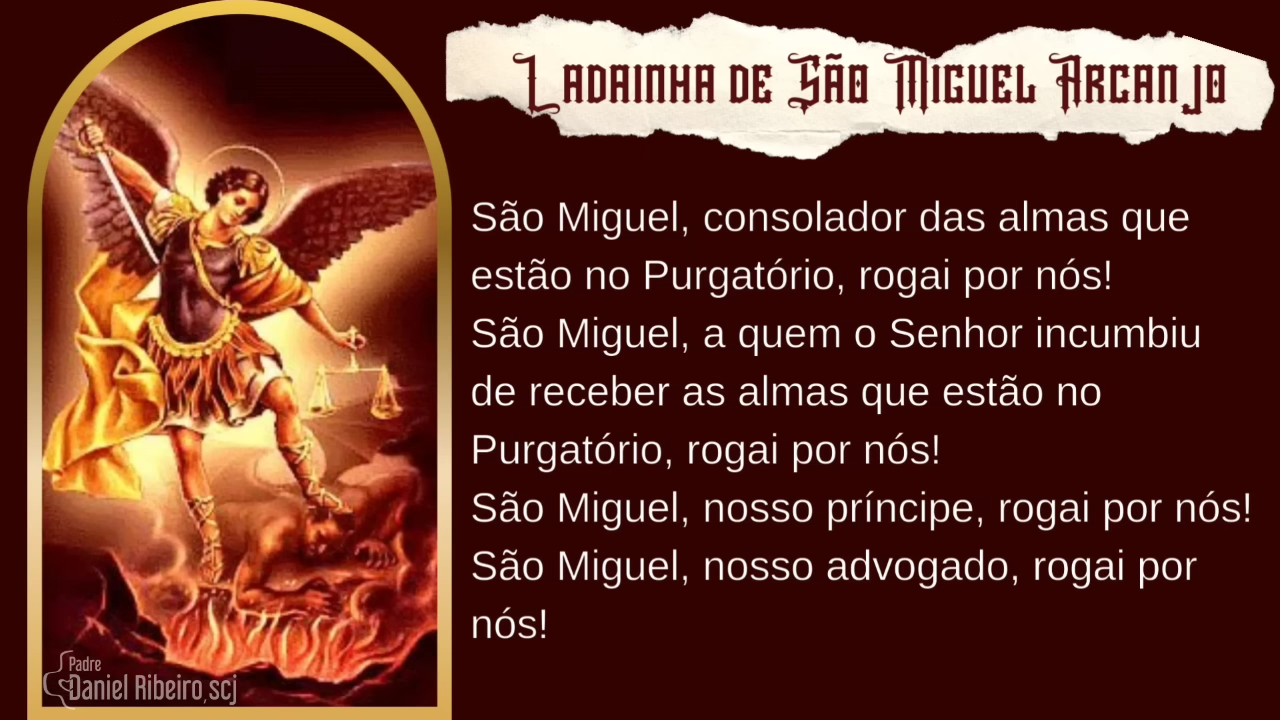 Ladainha de São Miguel Arcanjo
São Miguel, consolador das almas que
estão no Purgatório, rogai por nós!
São Miguel, a quem o Senhor incumbiu
de receber as almas que estão no
Purgatório, rogai por nós!
São Miguel, nosso príncipe, rogai por nós!
São Miguel, nosso advogado, rogai por
nós!
Padre
Daniel Ribeiro, scj